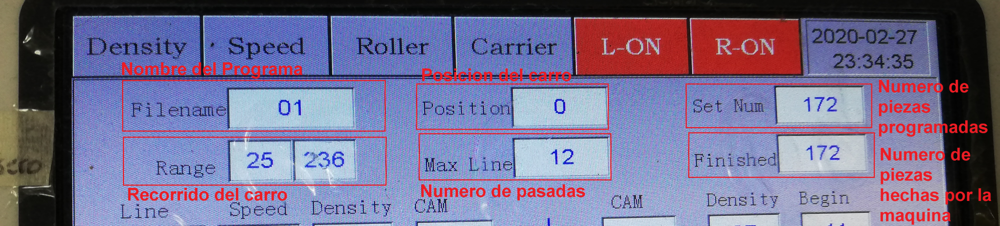 Density Speed Roller Carrier L-ON R-ON 2020-02-27
23:34:35
Nombre del Programa Posicion del carro Numero de
piezas
programadas
Filename 01 Position 0 Set Num 172
Range 25 236 Max Line 12 Finished 172
Numero de
piezas
hechas por la
maquina
Recorrido del carro Numero de pasadas
Line Speed Density CAM CAM Density Begin